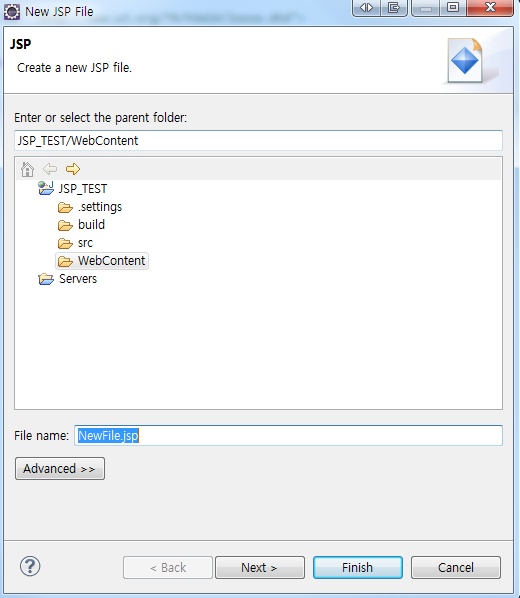 New JSP File
JSP
Create a new JSP file.
Enter or select the parent folder:
JSP_TEST/WebContent
JSP_TEST
.settings
build
src
WebContent
Servers
File name: NewFile.jsp
Advanced >>
? < Back Next > Finish Cancel